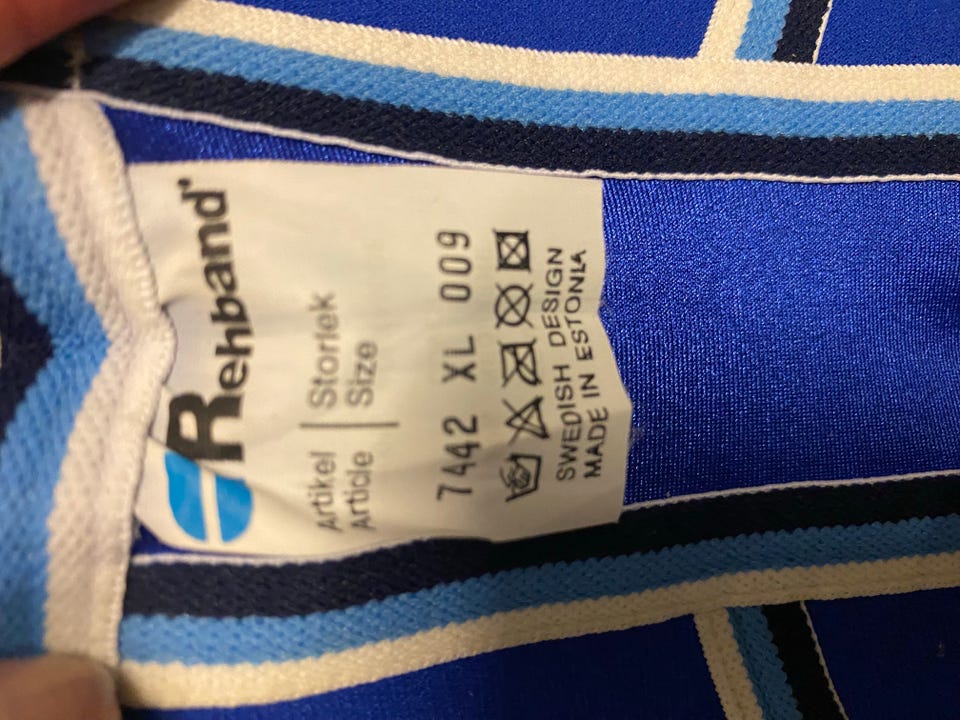 Rehband
Artikel | Storlek
Article | Size
7442 XL 009
SWEDISH DESIGN
MADE IN ESTONIA